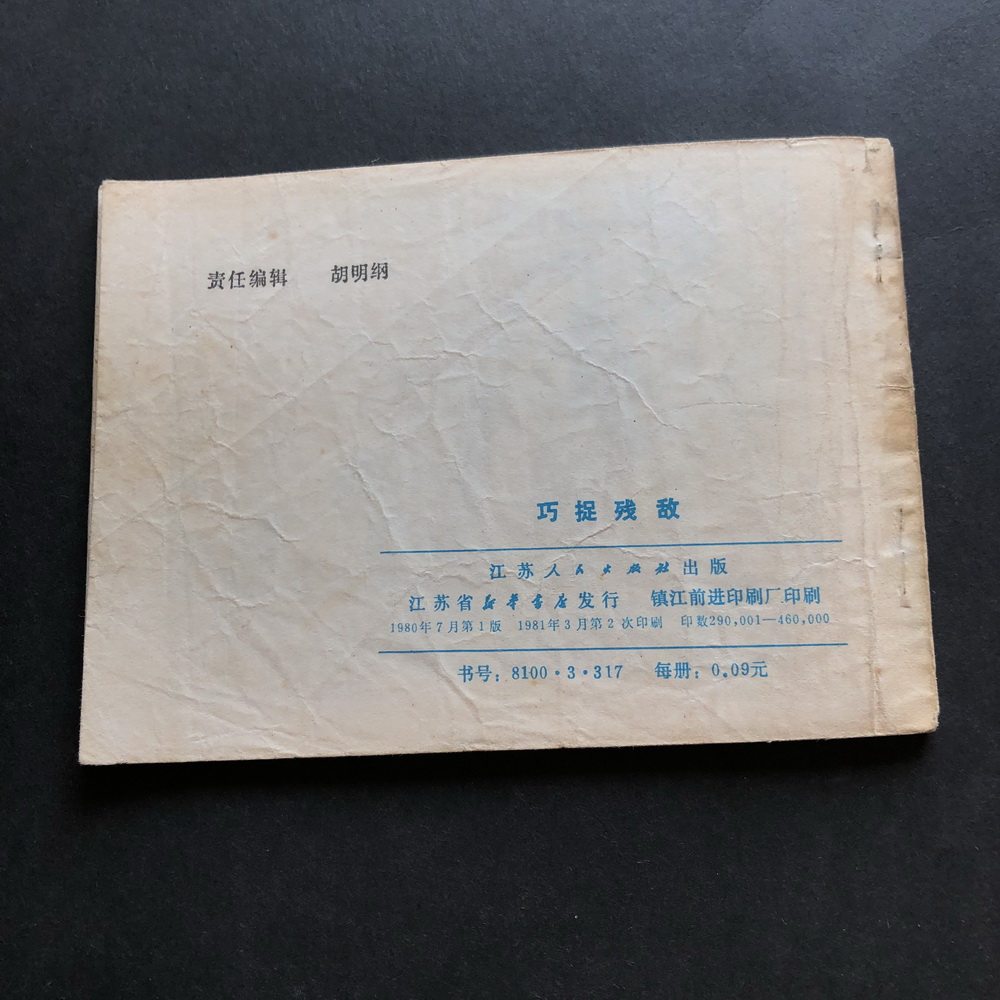 责任编辑 胡明纲
巧捉残敌
江苏人民出版社出版
江苏省新华书店发行 镇江前进印刷厂印刷
1980年7月第1版 1981年3月第2次印刷 印数290,001—460,000
书号：8100·3·317 每册：0.09元